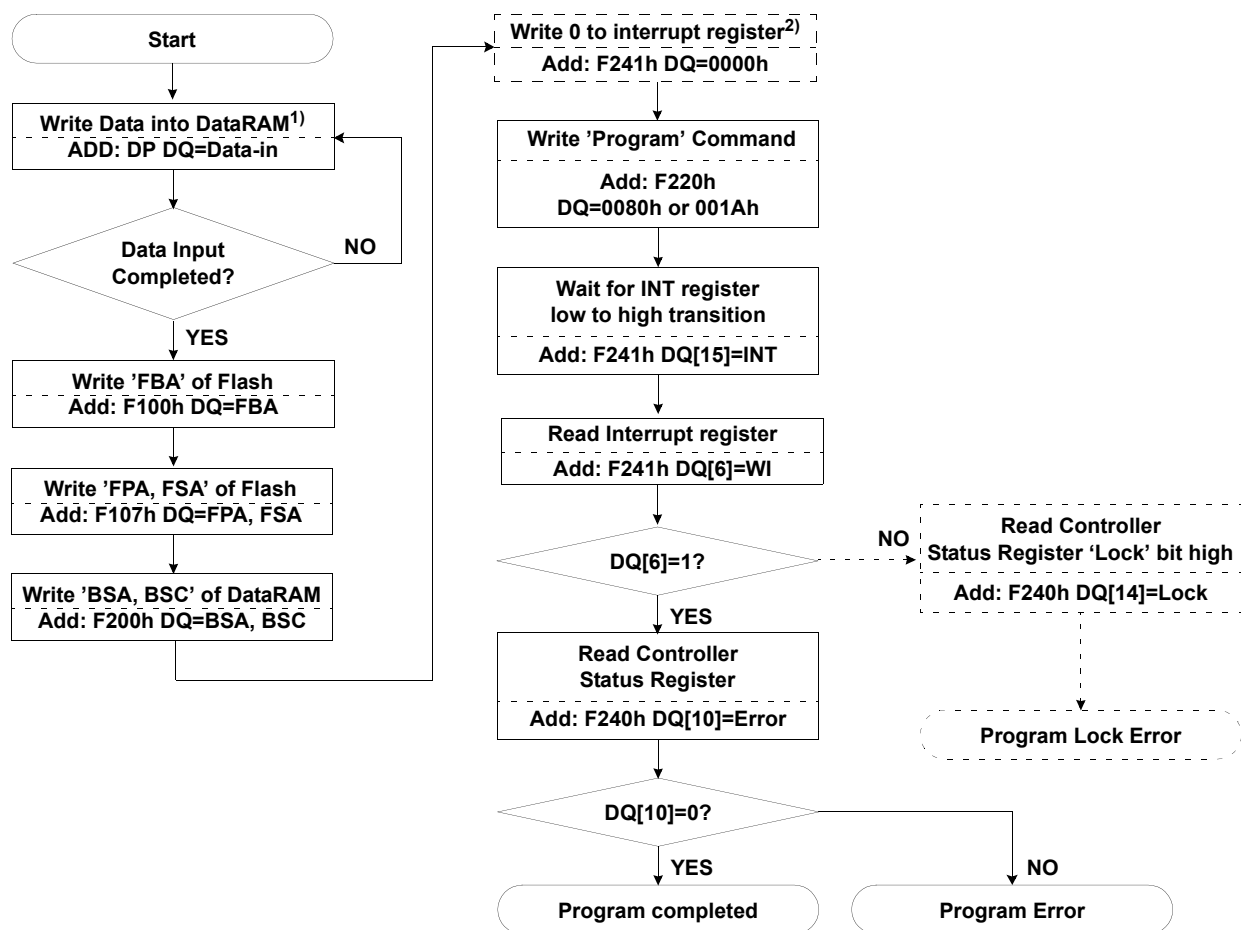 Start
Write Data into DataRAM1)
ADD: DP DQ=Data-in
Data Input
Completed?
NO
YES
Write ’FBA’ of Flash
Add: F100h DQ=FBA
Write ’FPA, FSA’ of Flash
Add: F107h DQ=FPA, FSA
Write ’BSA, BSC’ of DataRAM
Add: F200h DQ=BSA, BSC
Write 0 to interrupt register2)
Add: F241h DQ=0000h
Write ’Program’ Command
Add: F220h
DQ=0080h or 001Ah
Wait for INT register
low to high transition
Add: F241h DQ[15]=INT
Read Interrupt register
Add: F241h DQ[6]=WI
DQ[6]=1?
NO
YES
Read Controller
Status Register ‘Lock’ bit high
Add: F240h DQ[14]=Lock
Program Lock Error
Read Controller
Status Register
Add: F240h DQ[10]=Error
DQ[10]=0?
YES
NO
Program completed
Program Error